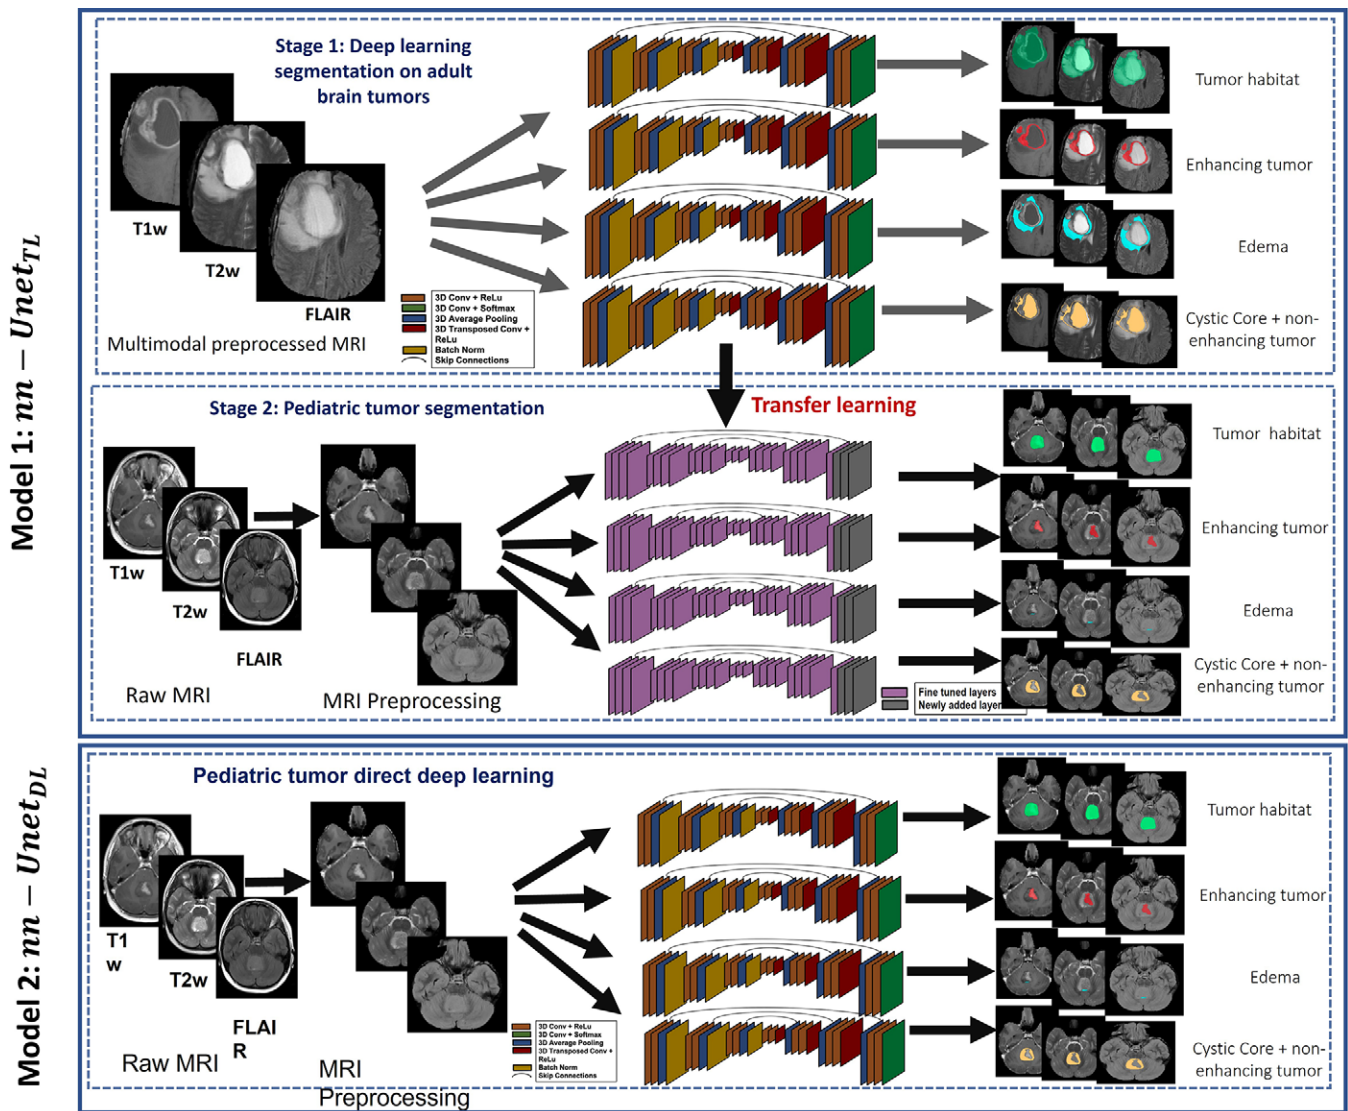 Model 1: nn − Unet_TL
Stage 1: Deep learning
segmentation on adult
brain tumors
T1w
T2w
FLAIR
Multimodal preprocessed MRI
3D Conv + ReLu
3D Conv + Softmax
3D Average Pooling
3D Transposed Conv +
ReLu
Batch Norm
Skip Connections
Tumor habitat
Enhancing tumor
Edema
Cystic Core + non-
enhancing tumor
Stage 2: Pediatric tumor segmentation
Transfer learning
T1w
T2w
FLAIR
Raw MRI
MRI Preprocessing
Fine tuned layers
Newly added layer
Tumor habitat
Enhancing tumor
Edema
Cystic Core + non-
enhancing tumor
Model 2: nn − Unet_DL
Pediatric tumor direct deep learning
T1
w
T2w
FLAI
R
Raw MRI
MRI
Preprocessing
3D Conv + ReLu
3D Conv + Softmax
3D Average Pooling
3D Transposed Conv +
ReLu
Batch Norm
Skip Connections
Tumor habitat
Enhancing tumor
Edema
Cystic Core + non-
enhancing tumor